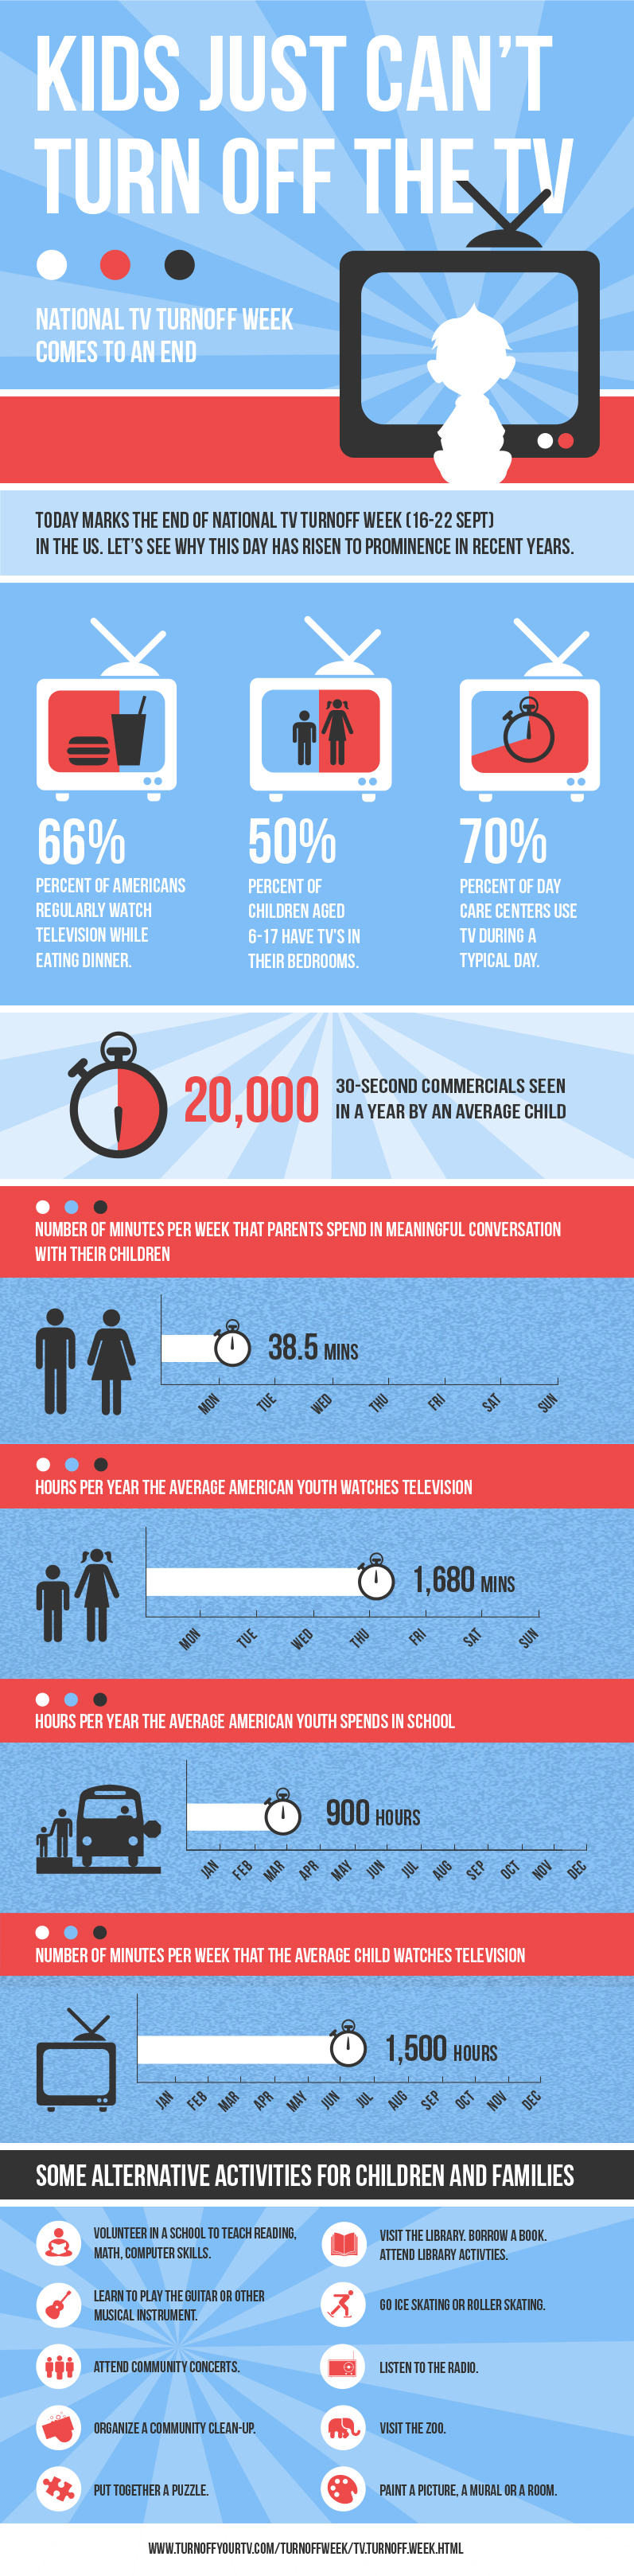 KIDS JUST CAN'T
TURN OFF THE TV
NATIONAL TV TURNOFF WEEK
COMES TO AN END
TODAY MARKS THE END OF NATIONAL TV TURNOFF WEEK (16-22 SEPT)
IN THE US. LET'S SEE WHY THIS DAY HAS RISEN TO PROMINENCE IN RECENT YEARS.
66%
PERCENT OF AMERICANS
REGULARLY WATCH
TELEVISION WHILE
EATING DINNER.
50%
PERCENT OF
CHILDREN AGED
6-17 HAVE TV'S IN
THEIR BEDROOMS.
70%
PERCENT OF DAY
CARE CENTERS USE
TV DURING A
TYPICAL DAY.
20,000
30-SECOND COMMERCIALS SEEN
IN A YEAR BY AN AVERAGE CHILD
NUMBER OF MINUTES PER WEEK THAT PARENTS SPEND IN MEANINGFUL CONVERSATION
WITH THEIR CHILDREN
38.5 MINS
MON TUE WED THU FRI SAT SUN
HOURS PER YEAR THE AVERAGE AMERICAN YOUTH WATCHES TELEVISION
1,680 MINS
MON TUE WED THU FRI SAT SUN
HOURS PER YEAR THE AVERAGE AMERICAN YOUTH SPENDS IN SCHOOL
900 HOURS
JAN FEB MAR APR MAY JUN JUL AUG SEP OCT NOV DEC
NUMBER OF MINUTES PER WEEK THAT THE AVERAGE CHILD WATCHES TELEVISION
1,500 HOURS
JAN FEB MAR APR MAY JUN JUL AUG SEP OCT NOV DEC
SOME ALTERNATIVE ACTIVITIES FOR CHILDREN AND FAMILIES
VOLUNTEER IN A SCHOOL TO TEACH READING,
MATH, COMPUTER SKILLS.
VISIT THE LIBRARY. BORROW A BOOK.
ATTEND LIBRARY ACTIVTIES.
LEARN TO PLAY THE GUITAR OR OTHER
MUSICAL INSTRUMENT.
GO ICE SKATING OR ROLLER SKATING.
ATTEND COMMUNITY CONCERTS.
LISTEN TO THE RADIO.
ORGANIZE A COMMUNITY CLEAN-UP.
VISIT THE ZOO.
PUT TOGETHER A PUZZLE.
PAINT A PICTURE, A MURAL OR A ROOM.
WWW.TURNOFFYOURTV.COM/TURNOFFWEEK/TV.TURNOFF.WEEK.HTML